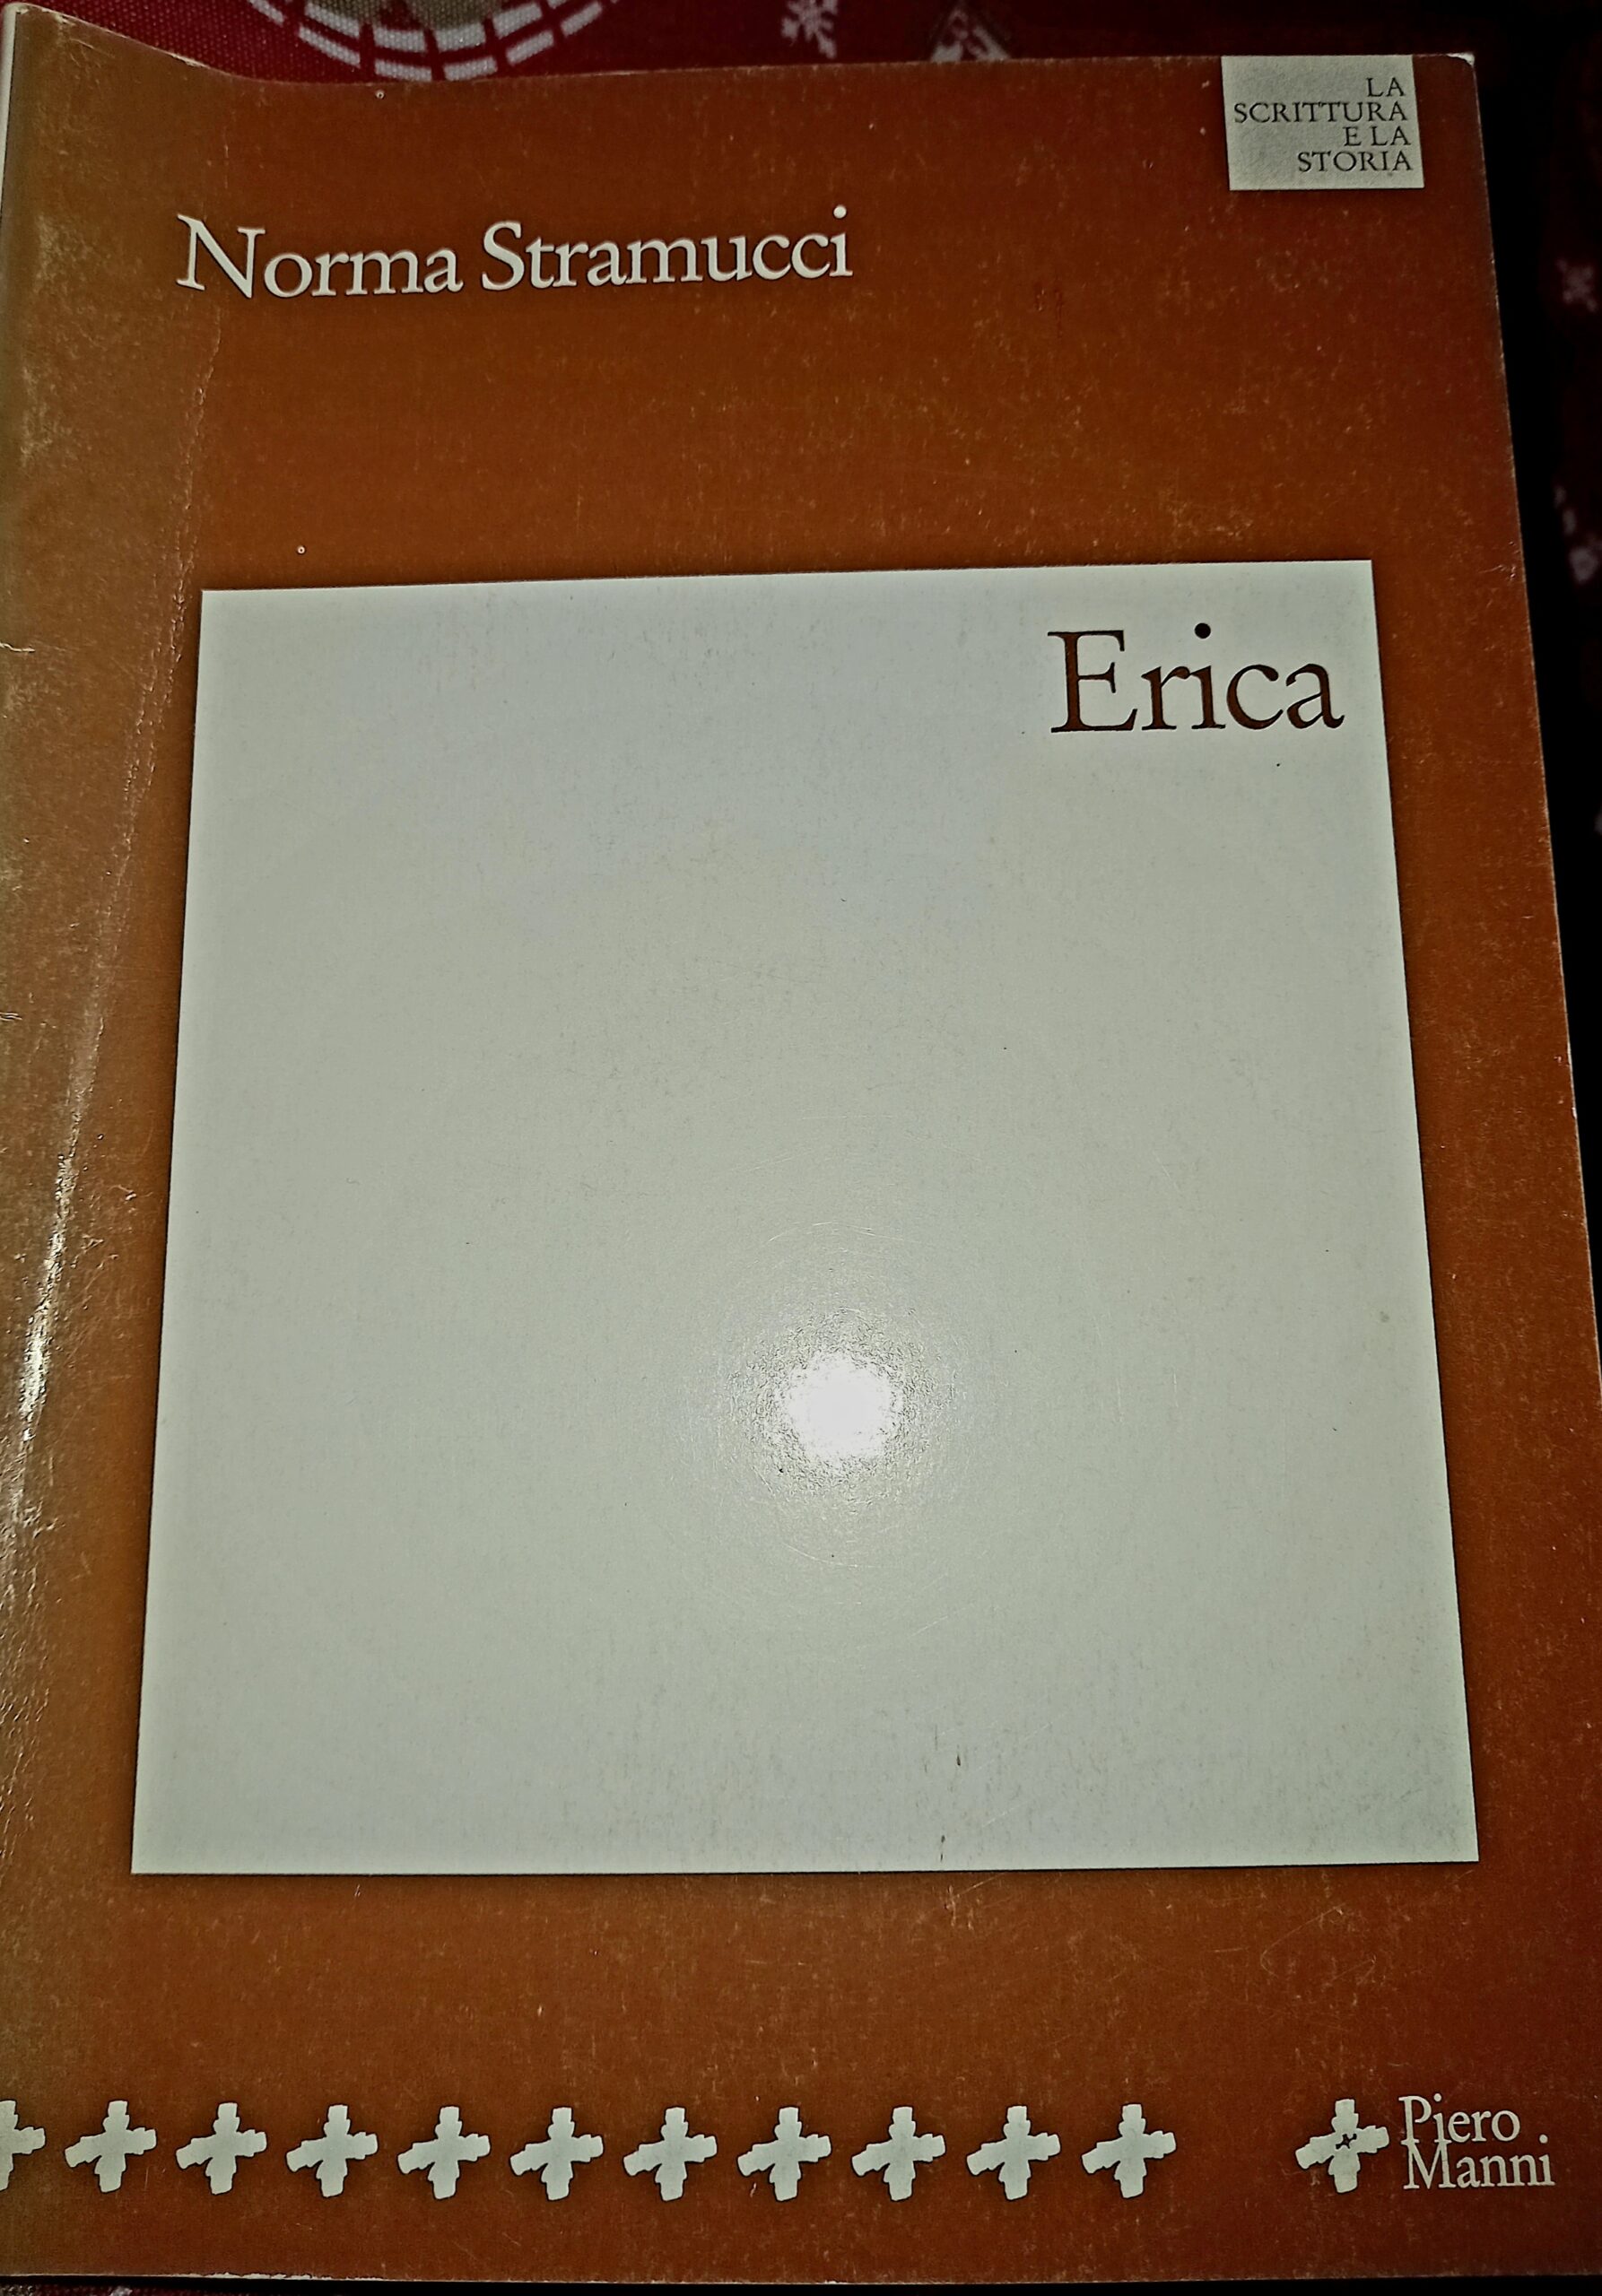 LA
SCRITTURA
E LA
STORIA
Norma Stramucci
Erica
Piero
Manni